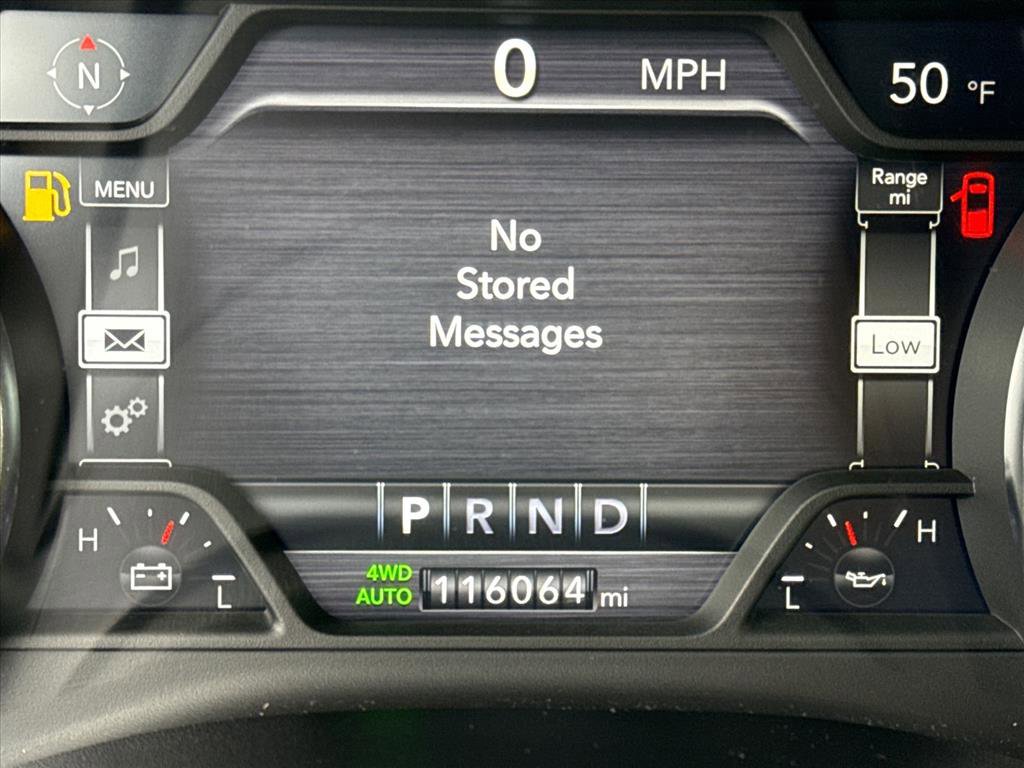 N
0 MPH
50 °F
MENU
Range
mi
No
Stored
Messages
Low
P R N D
H
L
4WD
AUTO
116064 mi
H
L